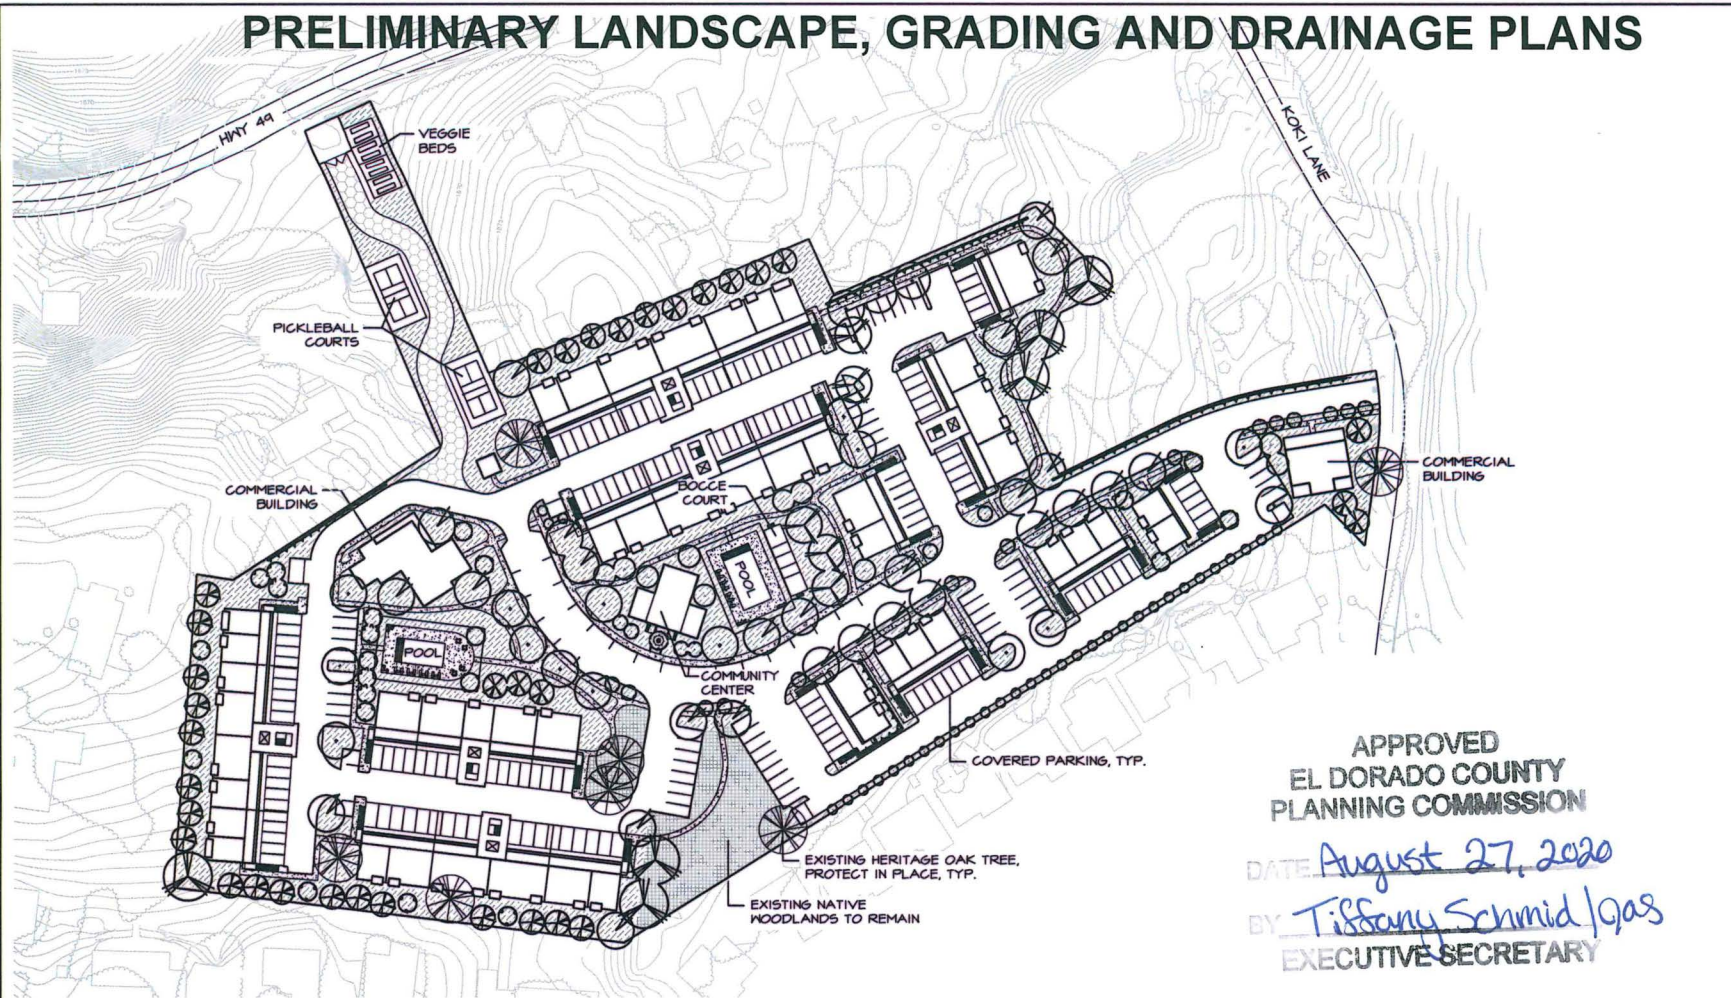 PRELIMINARY LANDSCAPE, GRADING AND DRAINAGE PLANS
HWY 49
VEGGIE
BEDS
KOKI LANE
PICKLEBALL
COURTS
COMMERCIAL
BUILDING
BOCCE
COURT
COMMERCIAL
BUILDING
POOL
POOL
COMMUNITY
CENTER
COVERED PARKING, TYP.
EXISTING HERITAGE OAK TREE,
PROTECT IN PLACE, TYP.
EXISTING NATIVE
WOODLANDS TO REMAIN
APPROVED
EL DORADO COUNTY
PLANNING COMMISSION
DATE August 27, 2020
BY Tiffany Schmid
EXECUTIVE SECRETARY